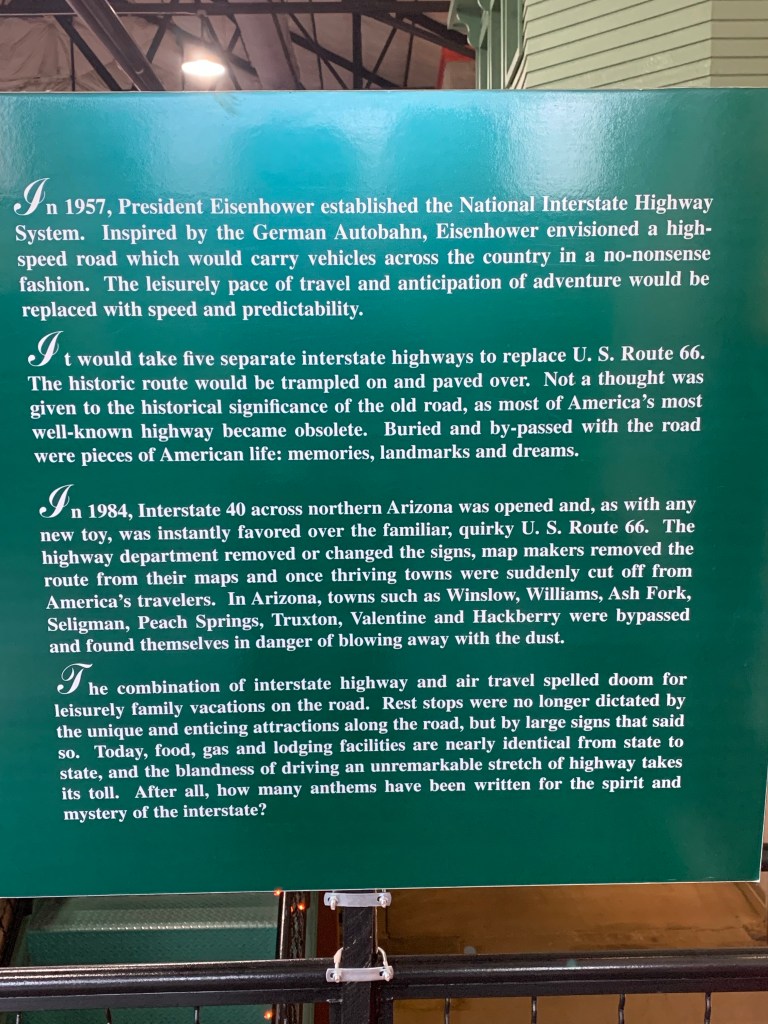 In 1957, President Eisenhower established the National Interstate Highway
System. Inspired by the German Autobahn, Eisenhower envisioned a high-
speed road which would carry vehicles across the country in a no-nonsense
fashion. The leisurely pace of travel and anticipation of adventure would be
replaced with speed and predictability.
It would take five separate interstate highways to replace U. S. Route 66.
The historic route would be trampled on and paved over. Not a thought was
given to the historical significance of the old road, as most of America's most
well-known highway became obsolete. Buried and by-passed with the road
were pieces of American life: memories, landmarks and dreams.
In 1984, Interstate 40 across northern Arizona was opened and, as with any
new toy, was instantly favored over the familiar, quirky U. S. Route 66. The
highway department removed or changed the signs, map makers removed the
route from their maps and once thriving towns were suddenly cut off from
America's travelers. In Arizona, towns such as Winslow, Williams, Ash Fork,
Seligman, Peach Springs, Truxton, Valentine and Hackberry were bypassed
and found themselves in danger of blowing away with the dust.
The combination of interstate highway and air travel spelled doom for
leisurely family vacations on the road. Rest stops were no longer dictated by
the unique and enticing attractions along the road, but by large signs that said
so. Today, food, gas and lodging facilities are nearly identical from state to
state, and the blandness of driving an unremarkable stretch of highway takes
its toll. After all, how many anthems have been written for the spirit and
mystery of the interstate?